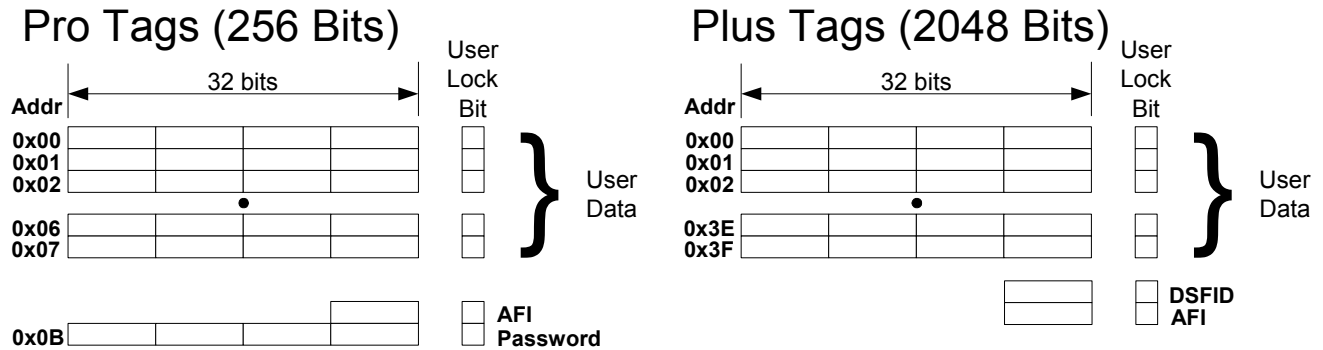 Pro Tags (256 Bits)
User
Lock
Bit
32 bits
Addr
0x00
0x01
0x02
0x06
0x07
User
Data
AFI
0x0B
Password
Plus Tags (2048 Bits)
User
Lock
Bit
32 bits
Addr
0x00
0x01
0x02
0x3E
0x3F
User
Data
DSFID
AFI